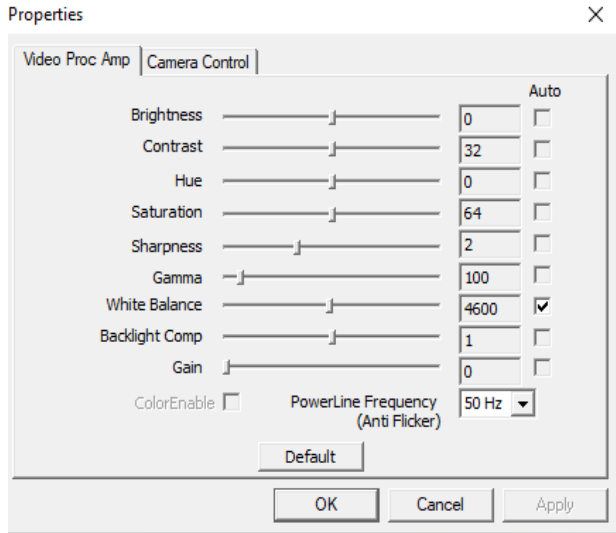 Properties
Video Proc Amp Camera Control
Auto
Brightness 0
Contrast 32
Hue 0
Saturation 64
Sharpness 2
Gamma 100
White Balance 4600
Backlight Comp 1
Gain 0
ColorEnable PowerLine Frequency 50 Hz
(Anti Flicker)
Default
OK Cancel Apply